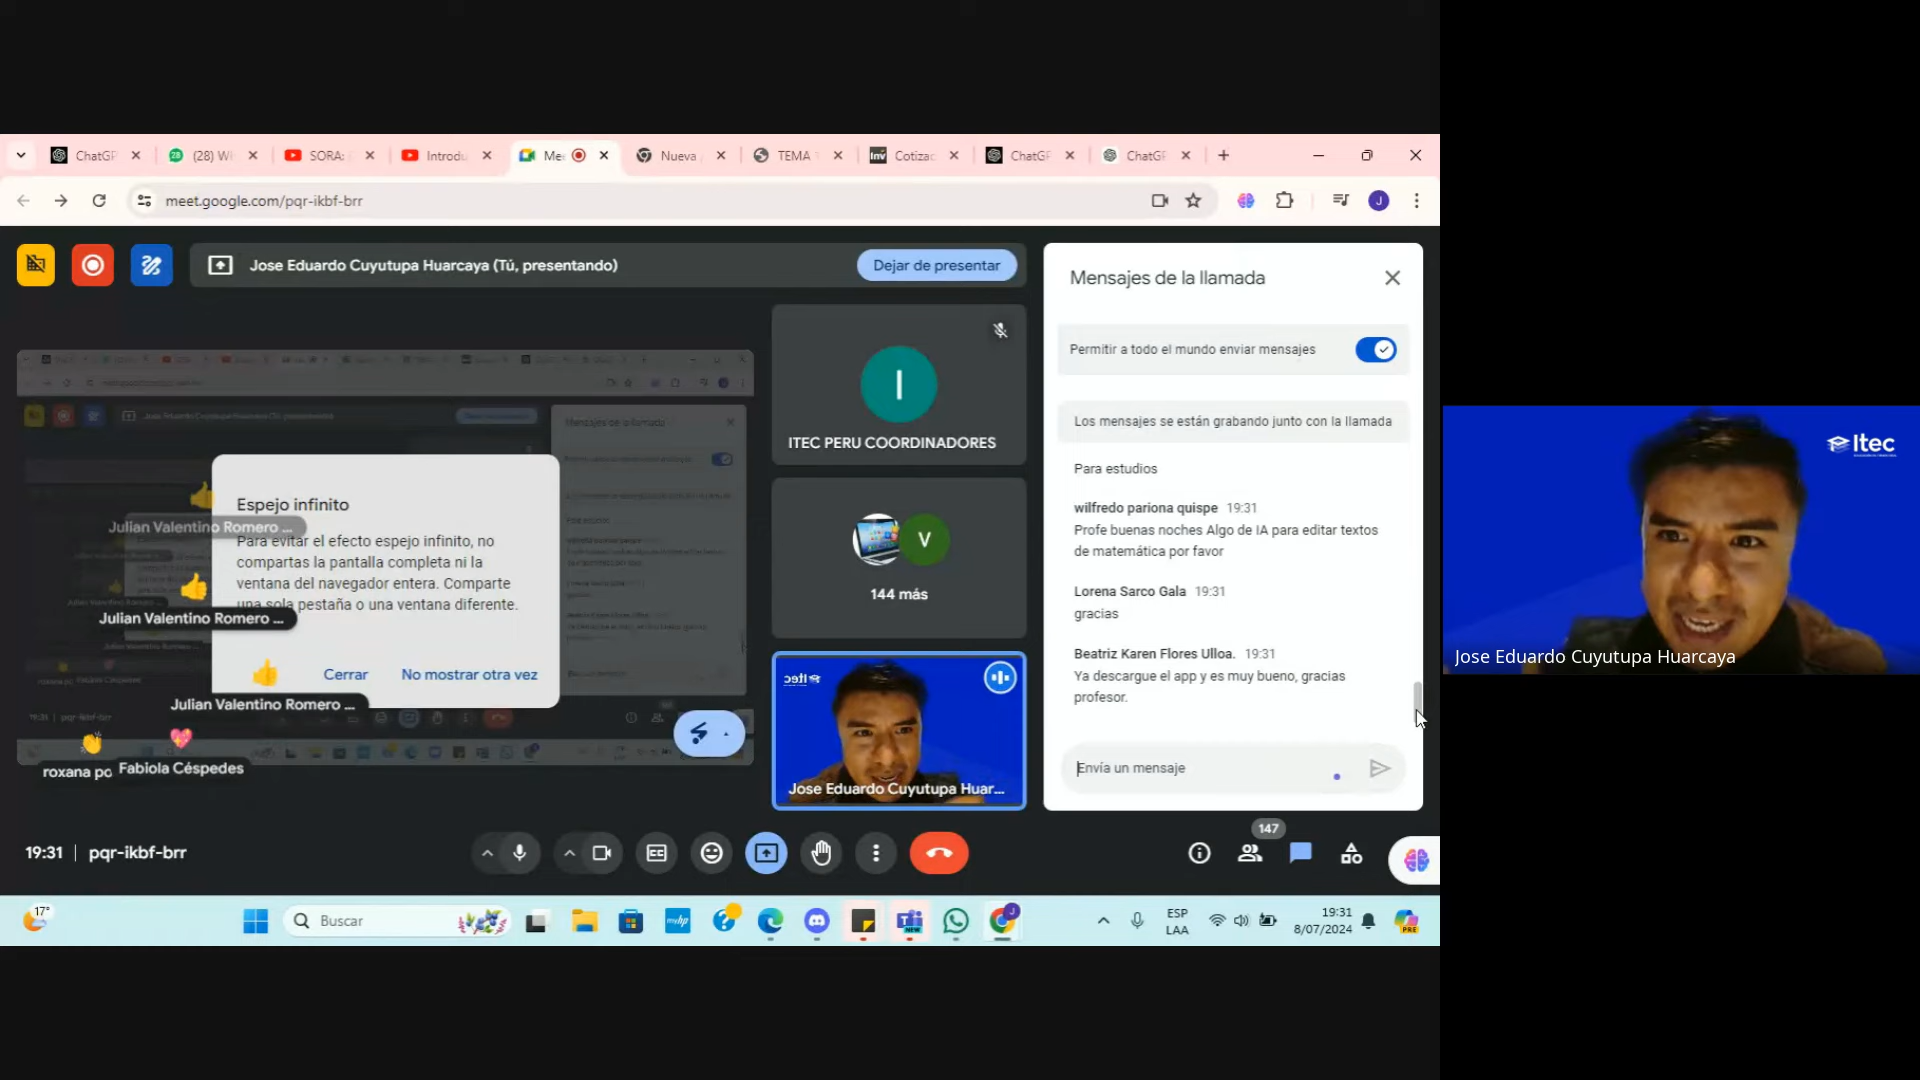 ChatGP
(28) W
SORA:
Introdu
Me
Nueva
TEMA
Cotizac
ChatGP
ChatGP
meet.google.com/pqr-ikbf-brr
J
Jose Eduardo Cuyutupa Huarcaya (Tú, presentando)
Dejar de presentar
Espejo infinito
Para evitar el efecto espejo infinito, no
compartas la pantalla completa ni la
ventana del navegador entera. Comparte
una sola pestaña o una ventana diferente.
Cerrar
No mostrar otra vez
Julian Valentino Romero ...
Julian Valentino Romero ...
Julian Valentino Romero ...
roxana po
Fabiola Céspedes
I
ITEC PERU COORDINADORES
V
144 más
Itec
Jose Eduardo Cuyutupa Huar...
Mensajes de la llamada
Permitir a todo el mundo enviar mensajes
Los mensajes se están grabando junto con la llamada
Para estudios
wilfredo pariona quispe 19:31
Profe buenas noches Algo de IA para editar textos
de matemática por favor
Lorena Sarco Gala 19:31
gracias
Beatriz Karen Flores Ulloa. 19:31
Ya descargue el app y es muy bueno, gracias
profesor.
Envía un mensaje
19:31 | pqr-ikbf-brr
147
17°
Buscar
ESP
LAA
19:31
8/07/2024
Itec
Jose Eduardo Cuyutupa Huarcaya